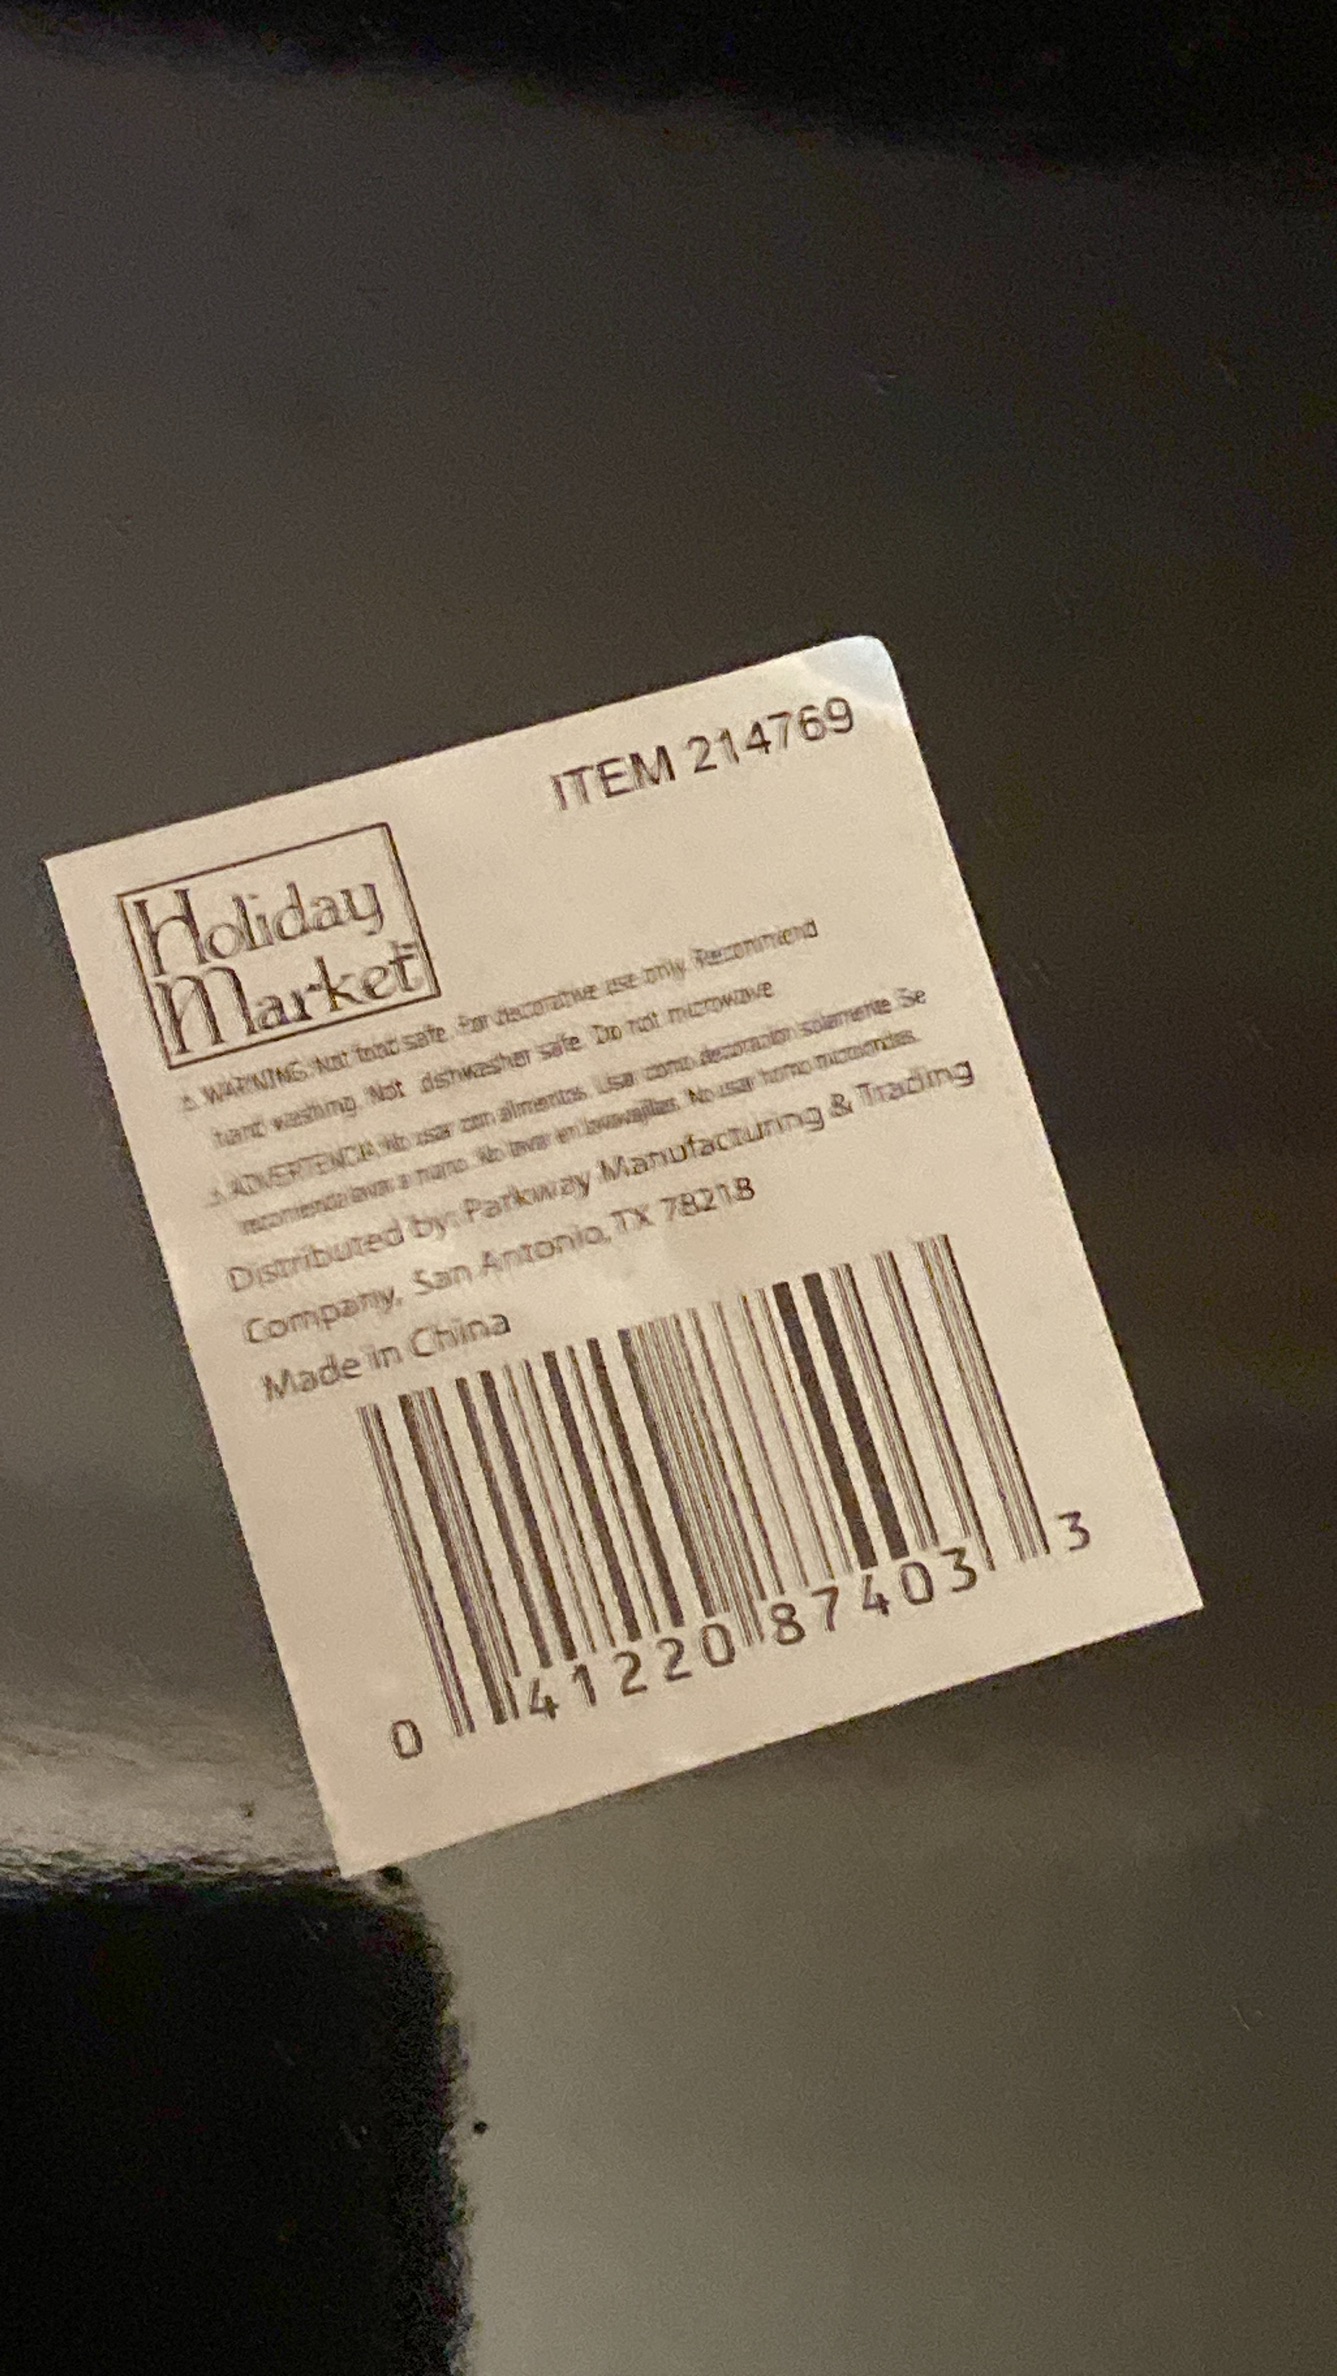 ITEM 214769
Holiday
Market
⚠ WARNING: Not food safe. For decorative use only. Recommend
hand washing. Not dishwasher safe. Do not microwave
⚠ ADVERTENCIA: No usar con alimentos. Usar como decoración solamente. Se
recomienda lavar a mano. No lavar en lavavajillas. No usar horno microondas.
Distributed by: Parkway Manufacturing & Trading
Company, San Antonio, TX 78218
Made in China
0 41220 87403 3